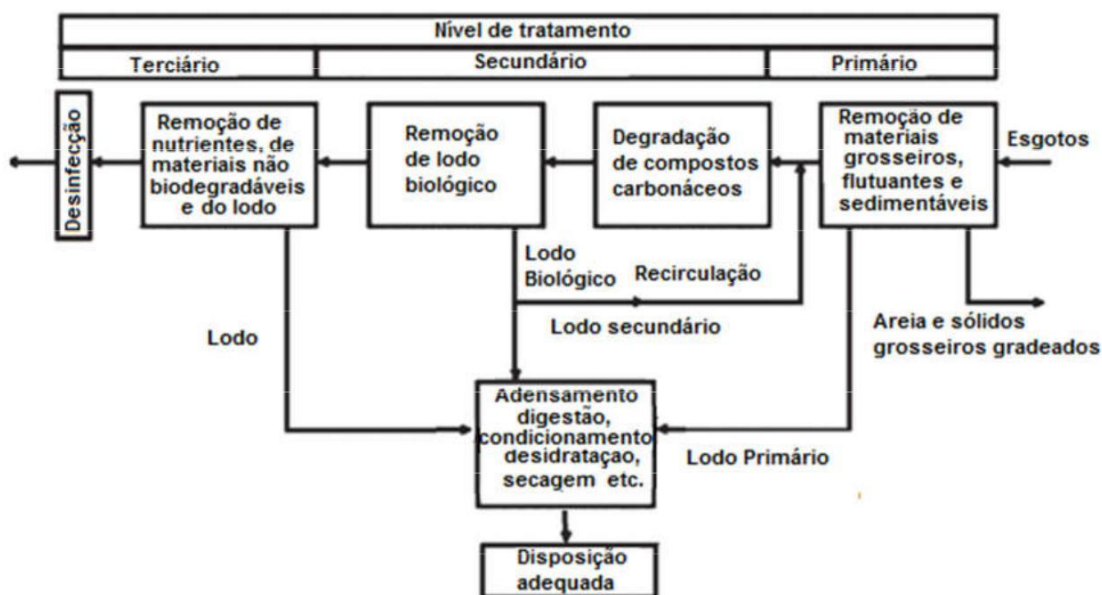 Nível de tratamento
Terciário
Secundário
Primário
Desinfecção
Remoção de
nutrientes, de
materiais não
biodegradáveis
e do lodo
Remoção
de lodo
biológico
Degradação
de compostos
carbonáceos
Remoção de
materiais
grosseiros,
flutuantes e
sedimentáveis
Esgotos
Lodo
Biológico
Recirculação
Lodo secundário
Areia e sólidos
grosseiros gradeados
Lodo
Adensamento
digestão,
condicionamento
desidratação,
secagem etc.
Lodo Primário
Disposição
adequada